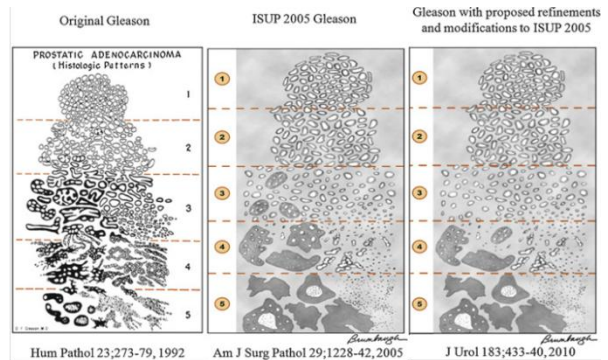 Original Gleason
ISUP 2005 Gleason
Gleason with proposed refinements
and modifications to ISUP 2005
PROSTATIC ADENOCARCINOMA
(Histologic Patterns)
1
2
3
4
5
1
2
3
4
5
1
2
3
4
5
Brumbaugh
Brumbaugh
Hum Pathol 23;273-79, 1992
Am J Surg Pathol 29;1228-42, 2005
J Urol 183;433-40, 2010